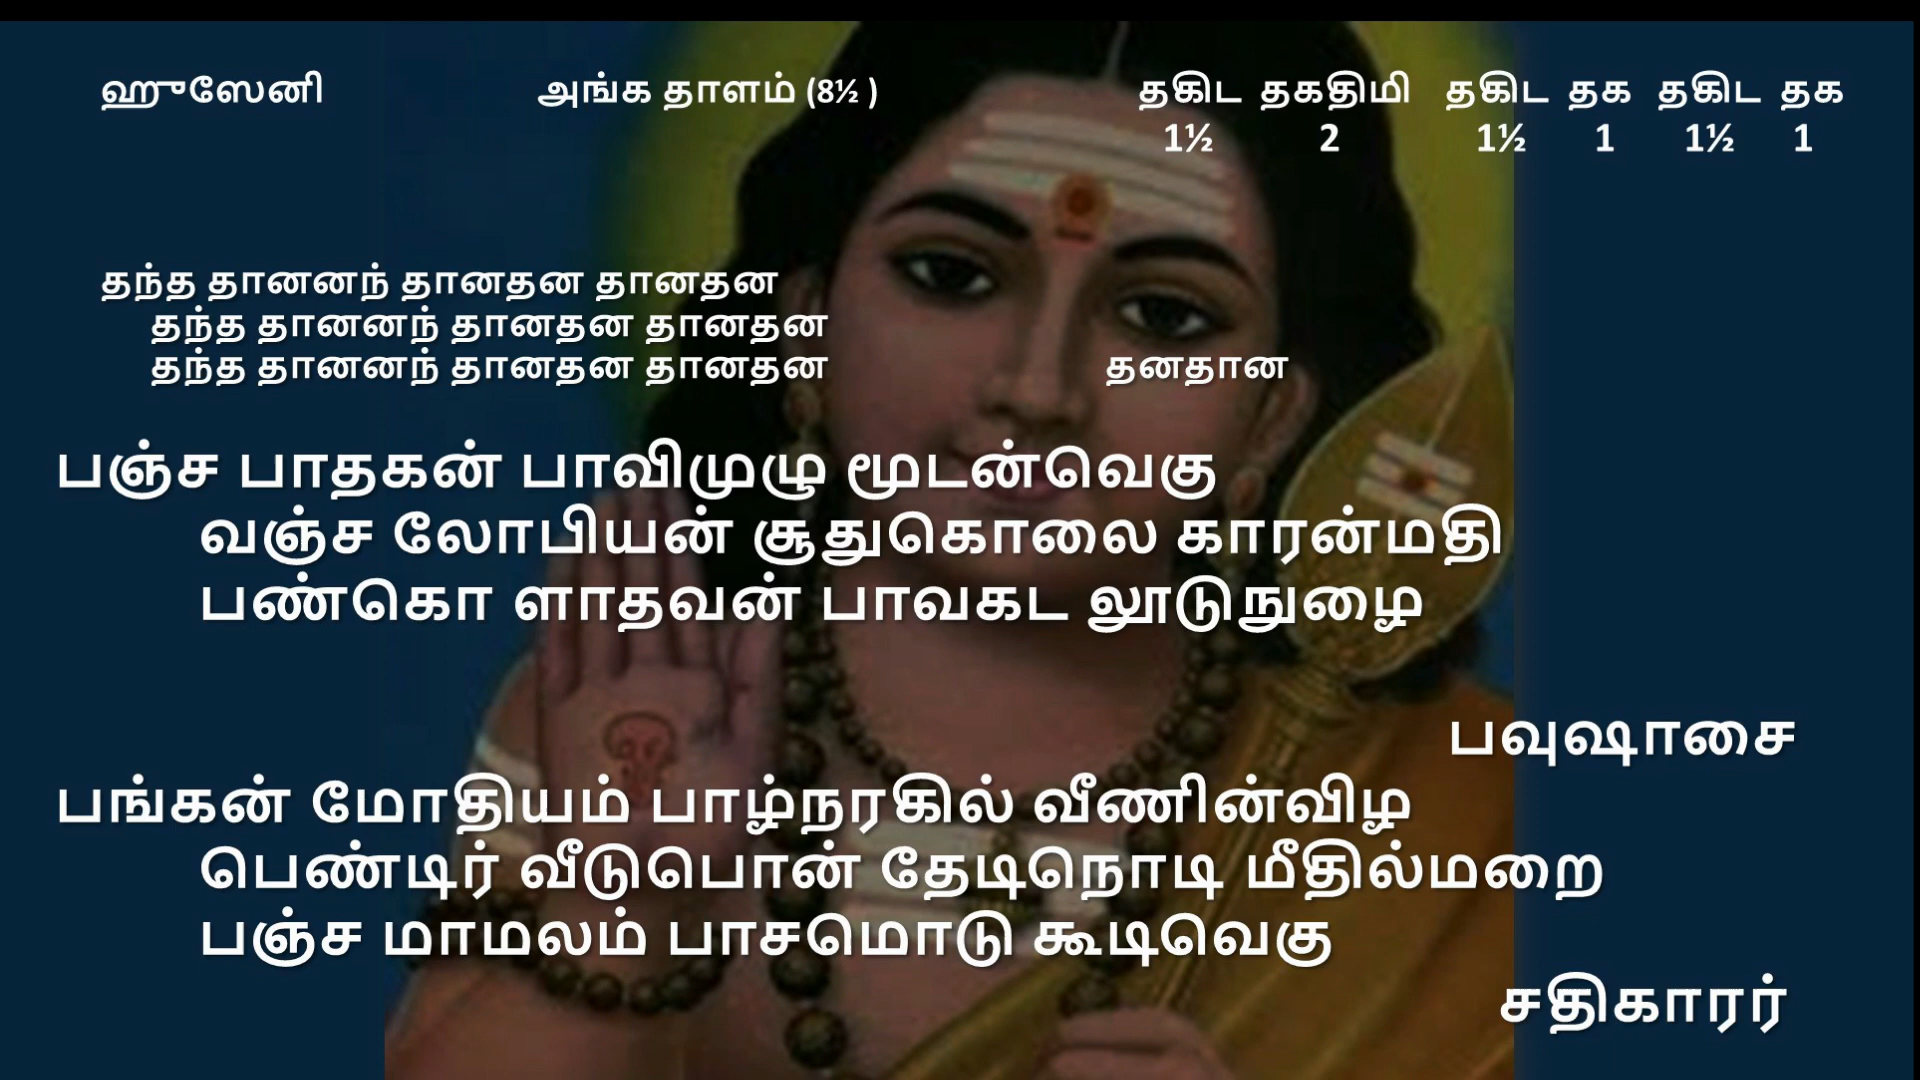 ஹுஸேனி அங்க தாளம் (8½ ) தகிட தகதிமி தகிட தக தகிட தக
1½ 2 1½ 1 1½ 1
தந்த தானனந் தானதன தானதன
தந்த தானனந் தானதன தானதன
தந்த தானனந் தானதன தானதன தனதான
பஞ்ச பாதகன் பாவிமுழு மூடன்வெகு
வஞ்ச லோபியன் சூதுகொலை காரன்மதி
பண்கொ ளாதவன் பாவகட லூடுநுழை
பவுஷாசை
பங்கன் மோதியம் பாழ்நரகில் வீணின்விழ
பெண்டிர் வீடுபொன் தேடிநொடி மீதில்மறை
பஞ்ச மாமலம் பாசமொடு கூடிவெகு
சதிகாரர்